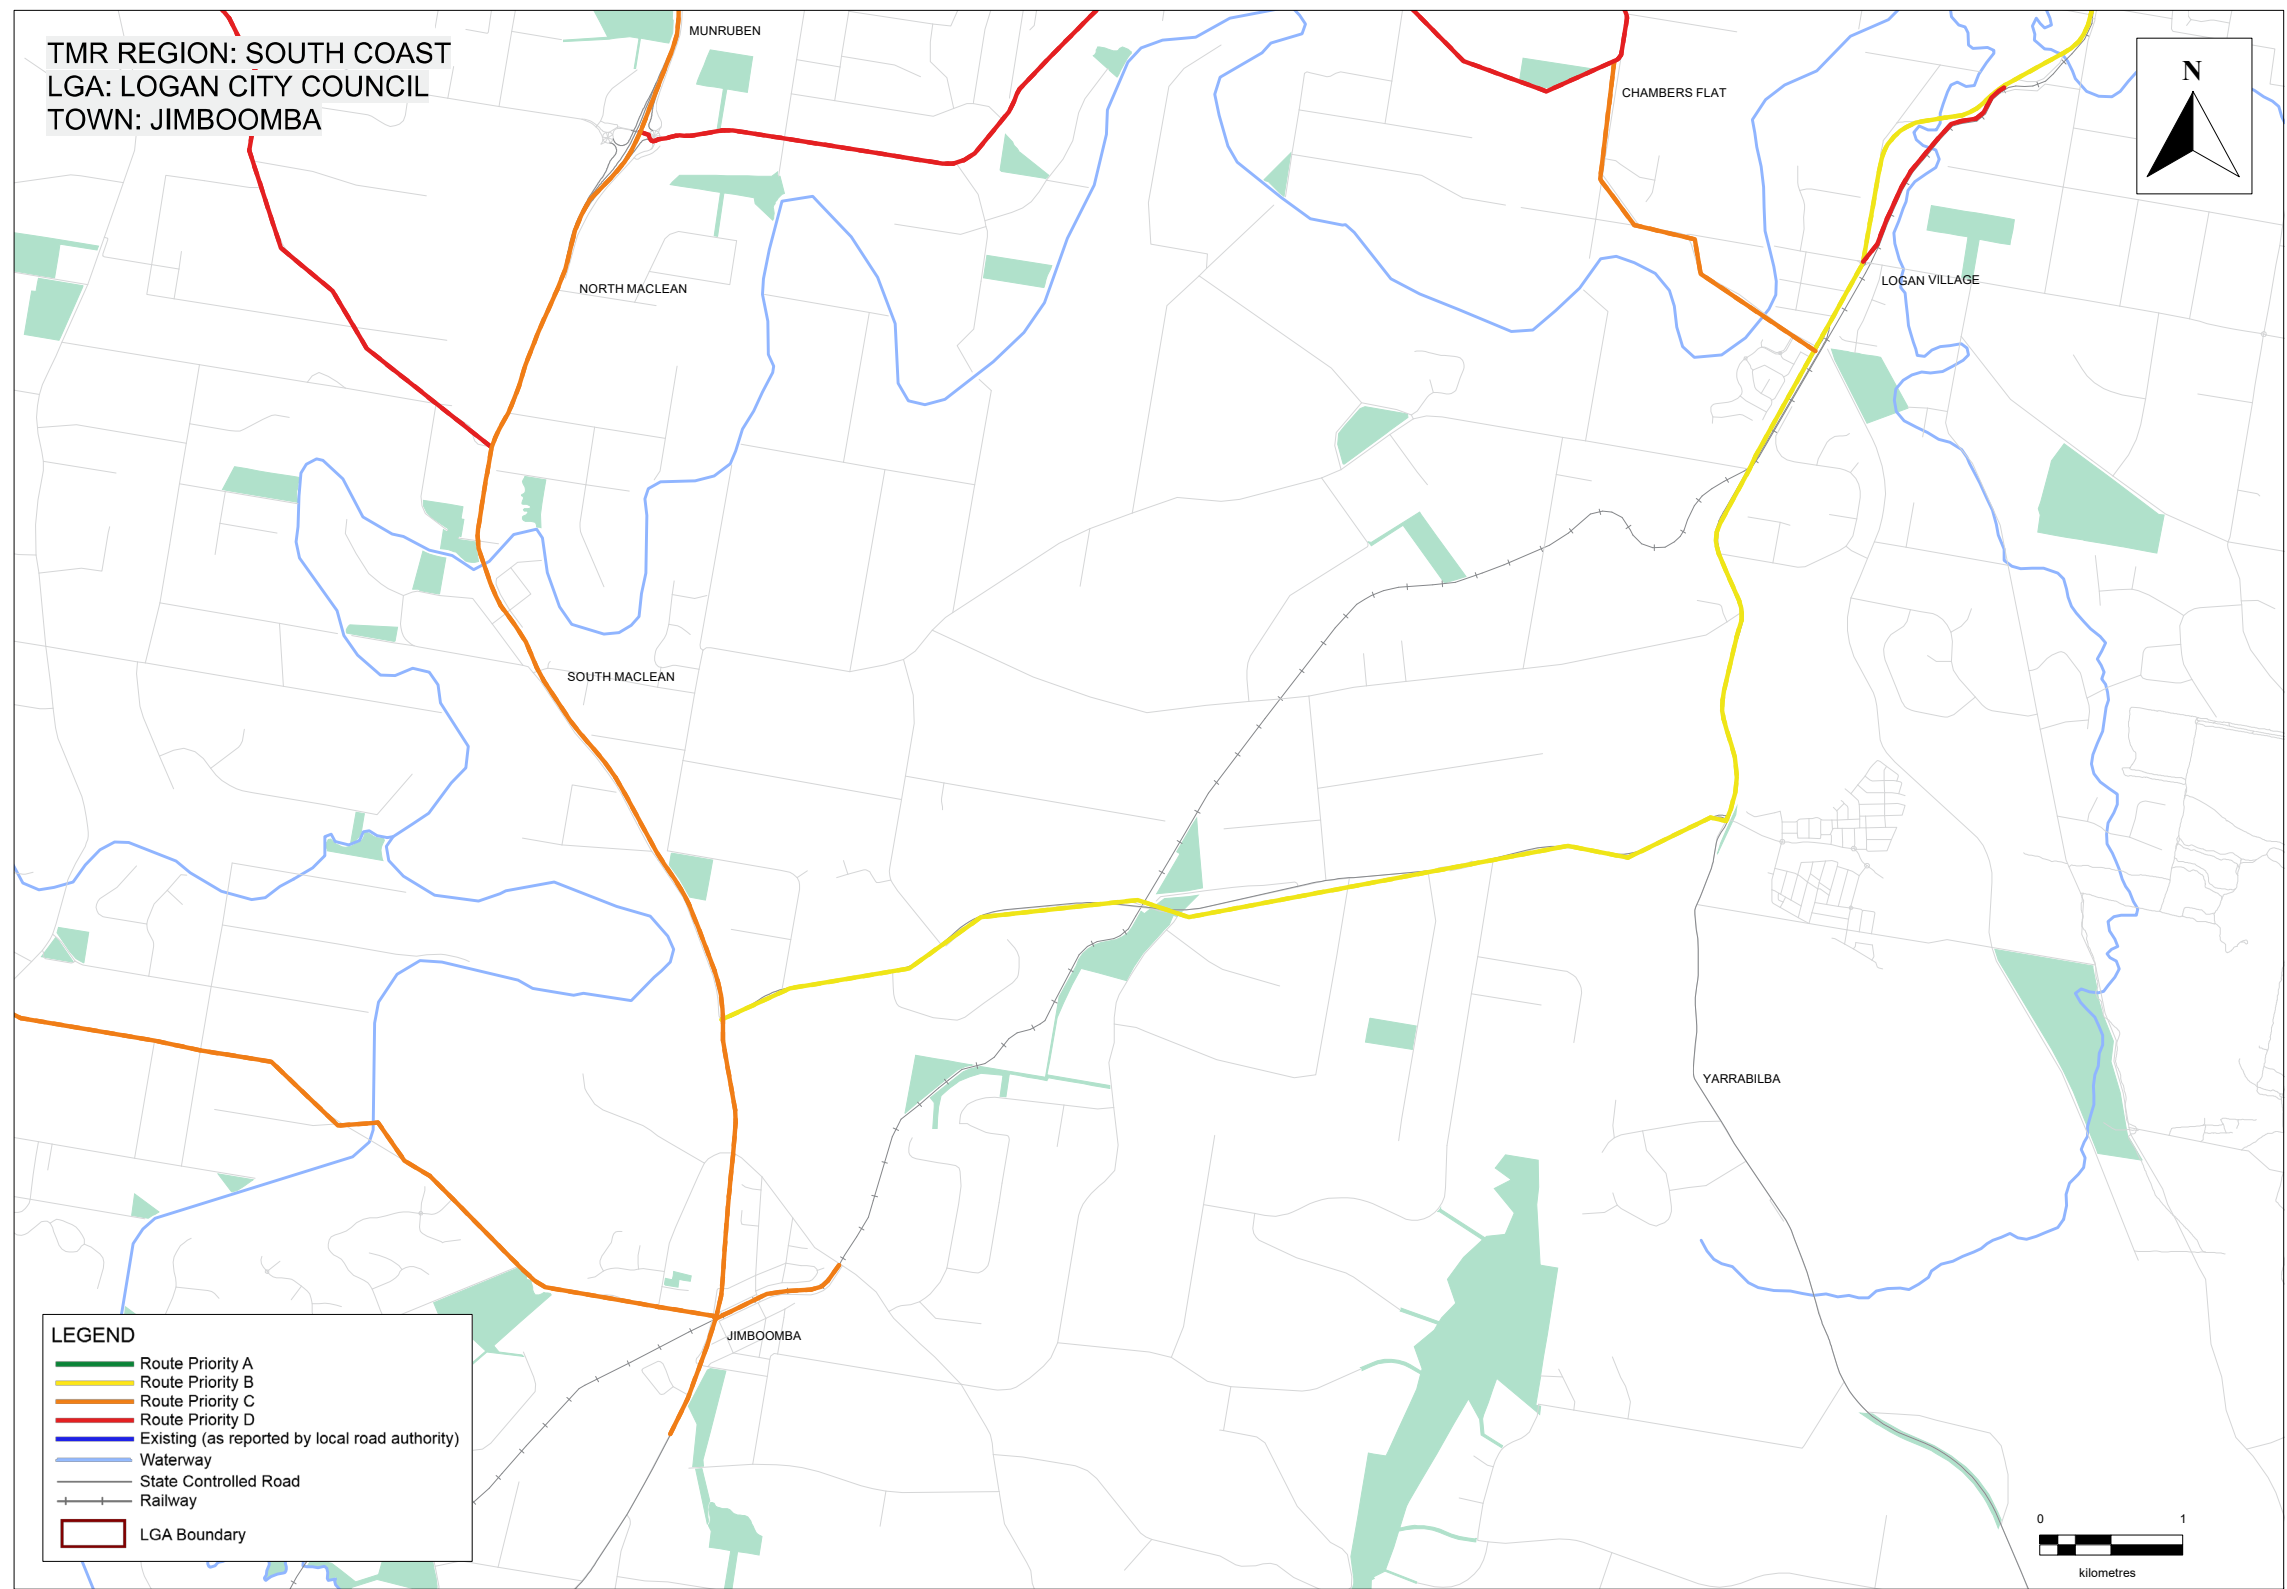 TMR REGION: SOUTH COAST
LGA: LOGAN CITY COUNCIL
TOWN: JIMBOOMBA
MUNRUBEN
CHAMBERS FLAT
N
NORTH MACLEAN
LOGAN VILLAGE
SOUTH MACLEAN
YARRABILBA
JIMBOOMBA
LEGEND
Route Priority A
Route Priority B
Route Priority C
Route Priority D
Existing (as reported by local road authority)
Waterway
State Controlled Road
Railway
LGA Boundary
0 1
kilometres